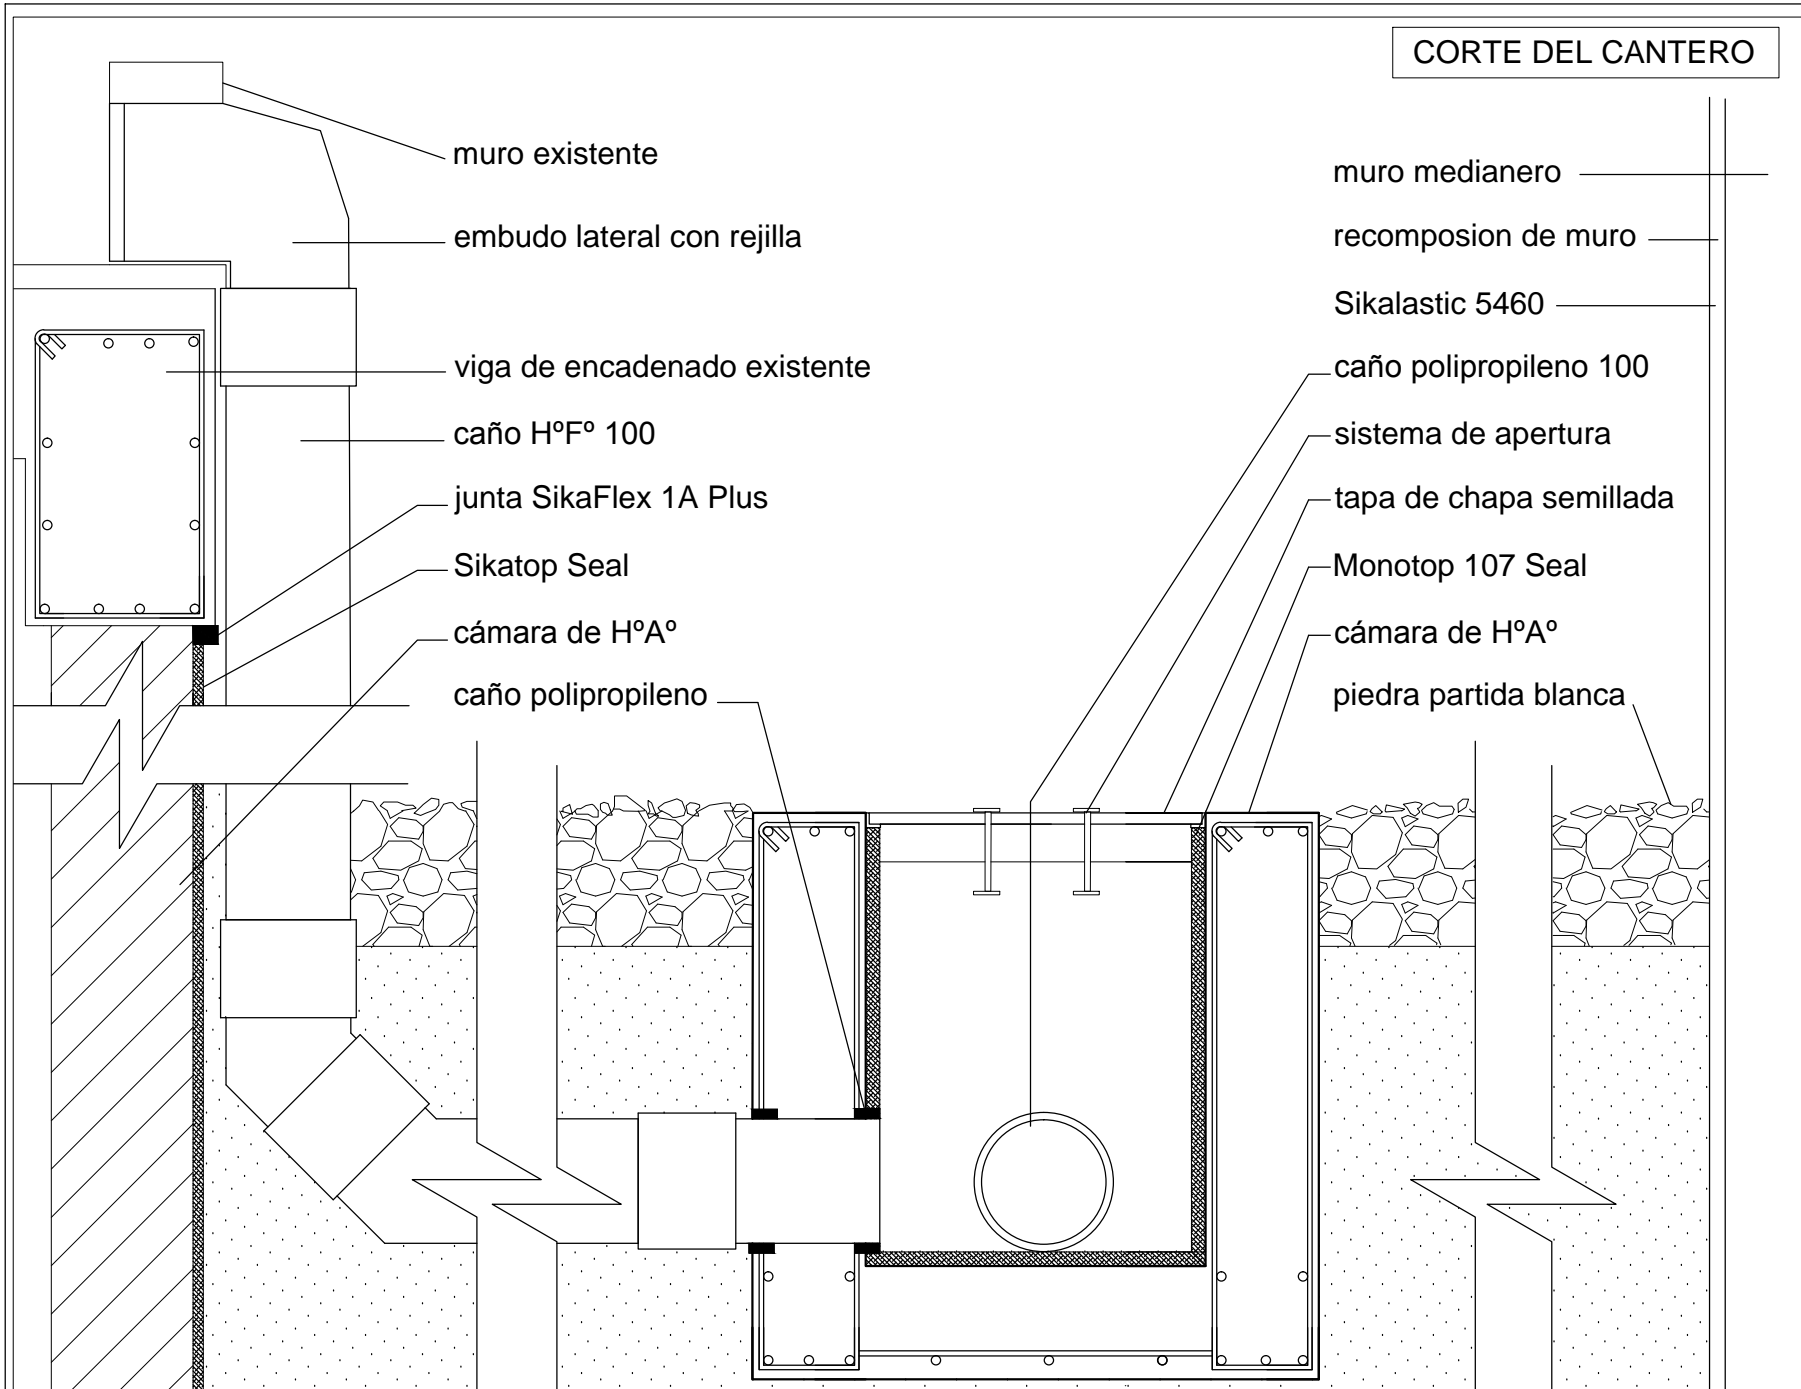 CORTE DEL CANTERO
muro existente
embudo lateral con rejilla
viga de encadenado existente
caño HºFº 100
junta SikaFlex 1A Plus
Sikatop Seal
cámara de HºAº
caño polipropileno
muro medianero
recomposion de muro
Sikalastic 5460
caño polipropileno 100
sistema de apertura
tapa de chapa semillada
Monotop 107 Seal
cámara de HºAº
piedra partida blanca